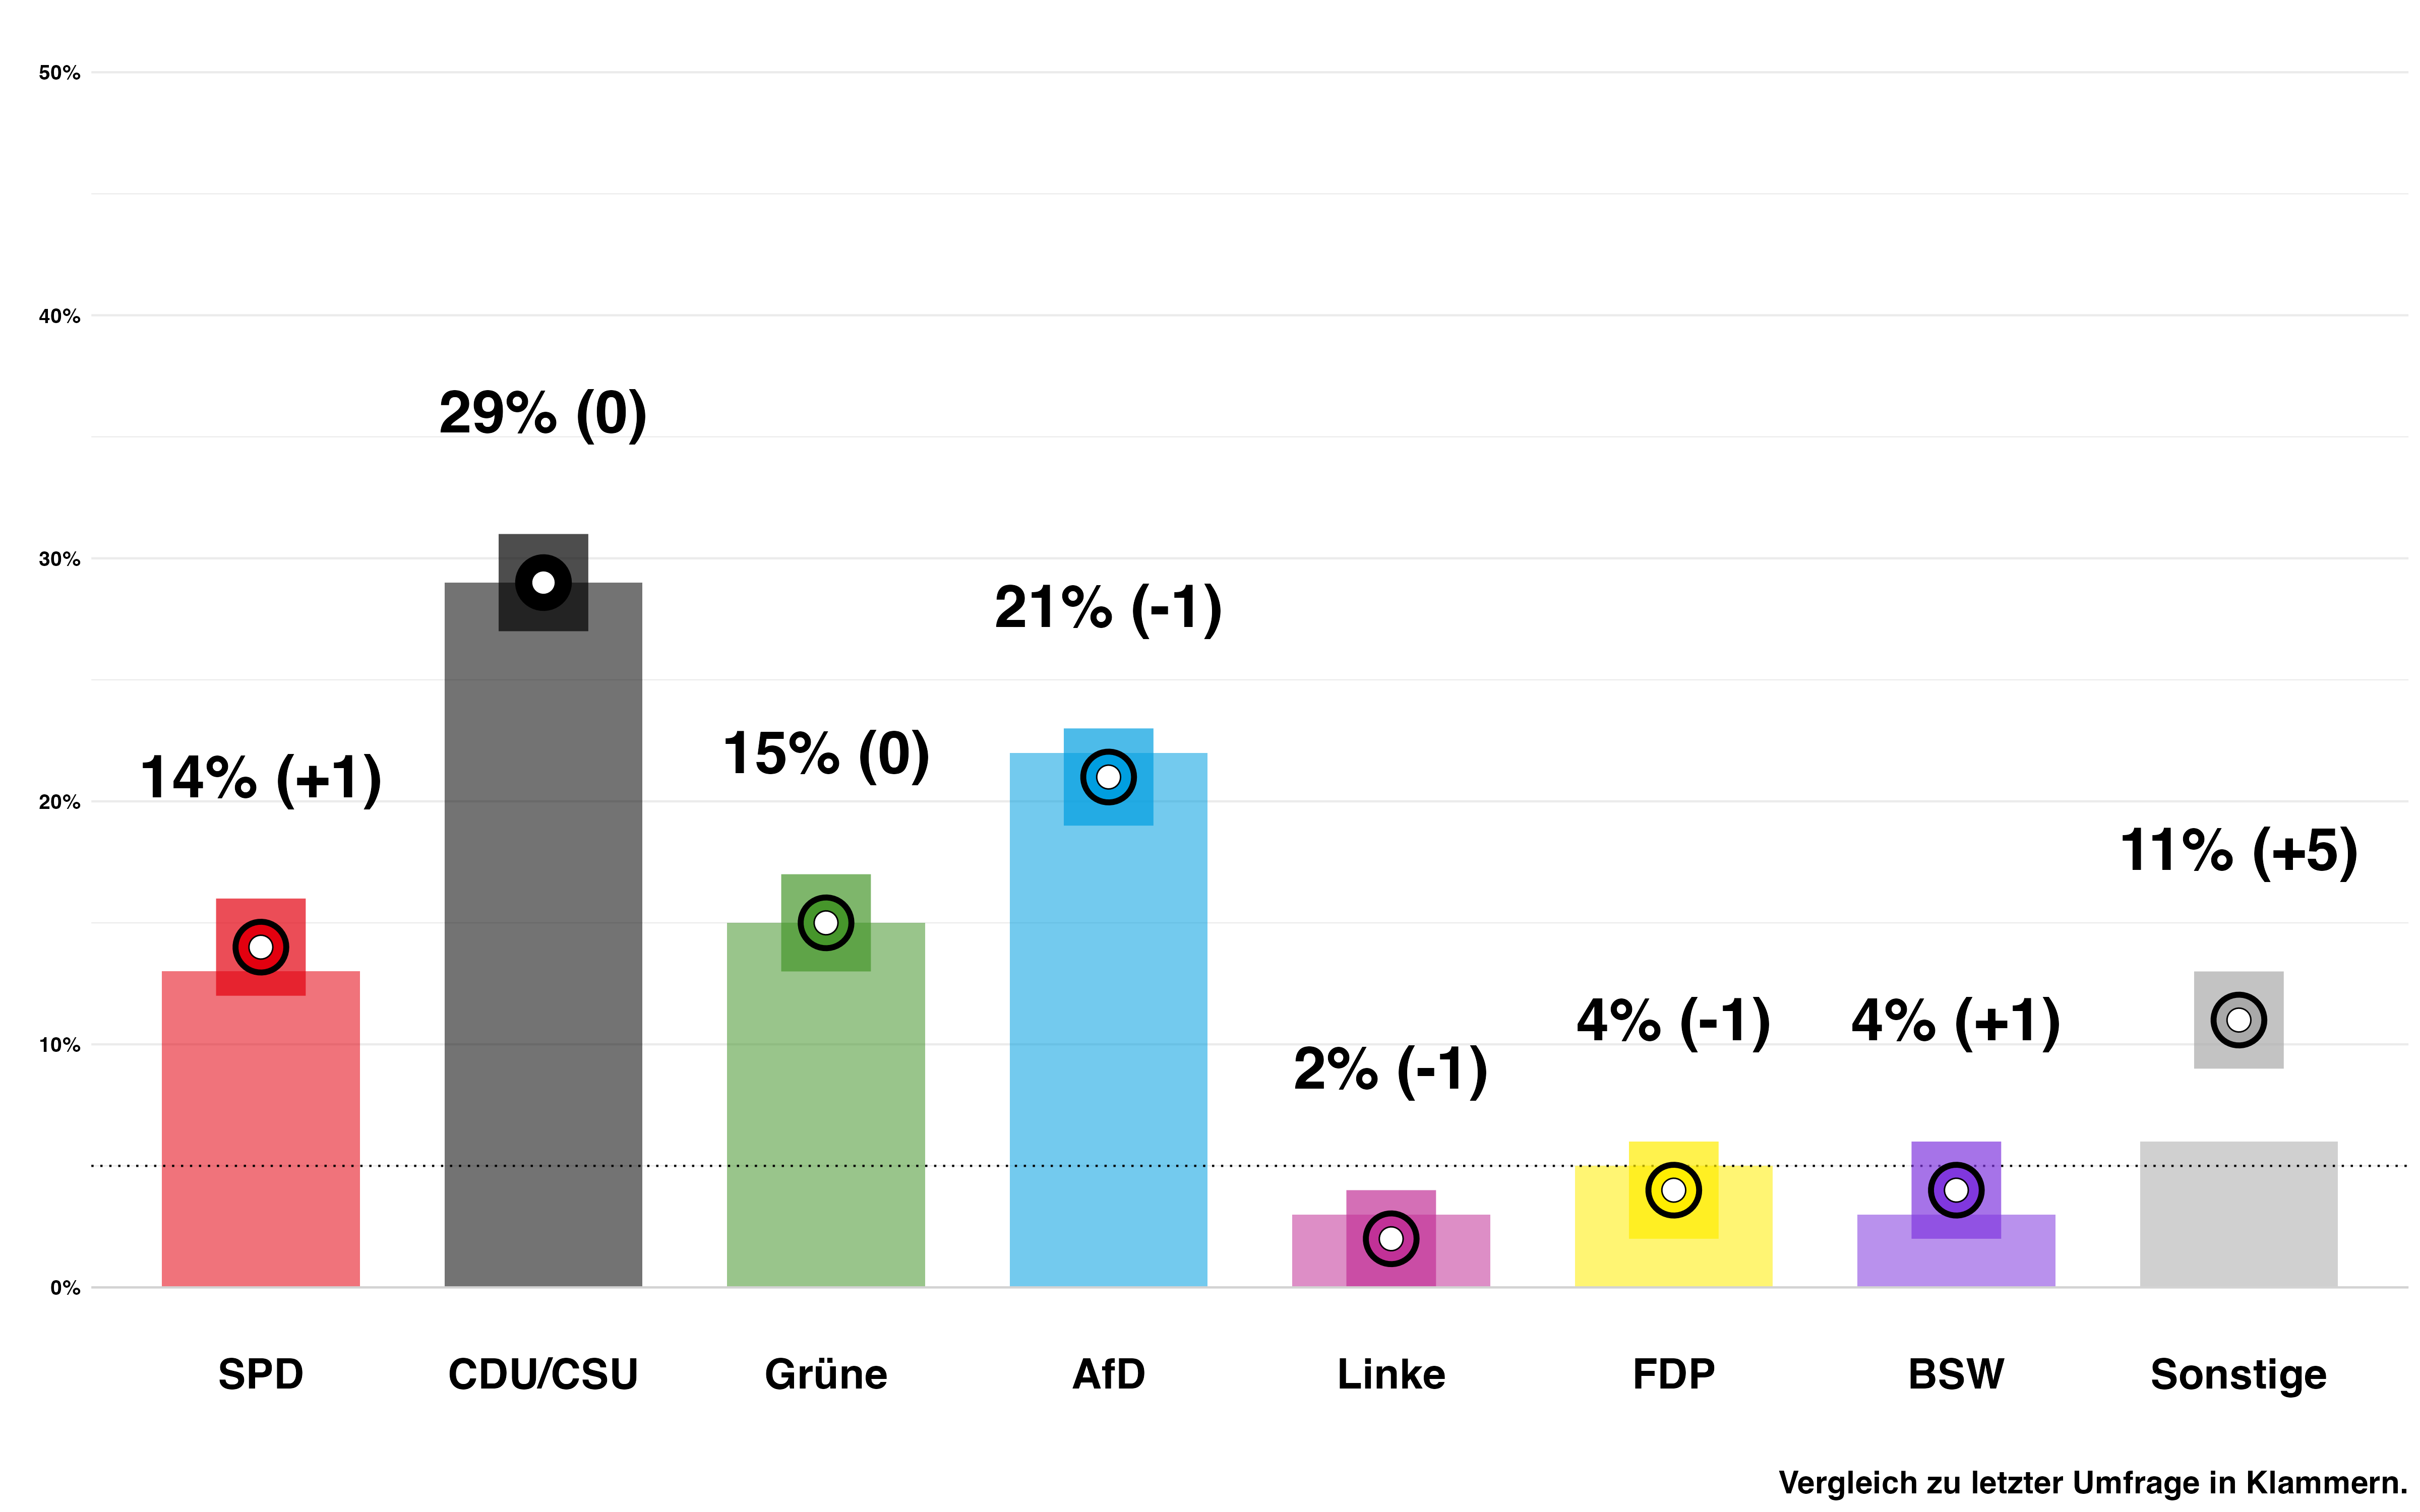 50%
40%
30%
20%
10%
0%
14% (+1)
29% (0)
15% (0)
21% (-1)
2% (-1)
4% (-1)
4% (+1)
11% (+5)
SPD
CDU/CSU
Grüne
AfD
Linke
FDP
BSW
Sonstige
Vergleich zu letzter Umfrage in Klammern.